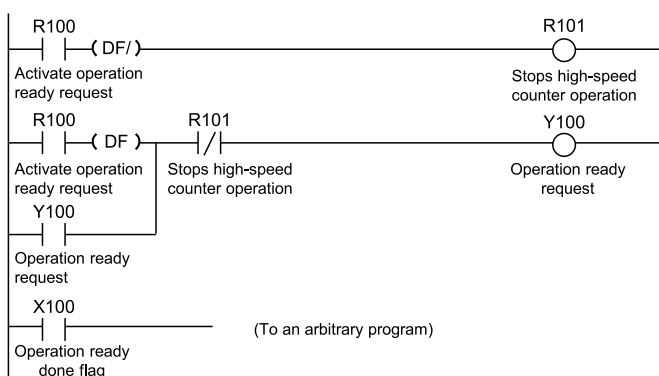 R100
R101
( DF/ )
Activate operation
ready request
Stops high-speed
counter operation
R100
R101
Y100
( DF )
Activate operation
ready request
Stops high-speed
counter operation
Operation ready
request
Y100
Operation ready
request
X100
(To an arbitrary program)
Operation ready
done flag